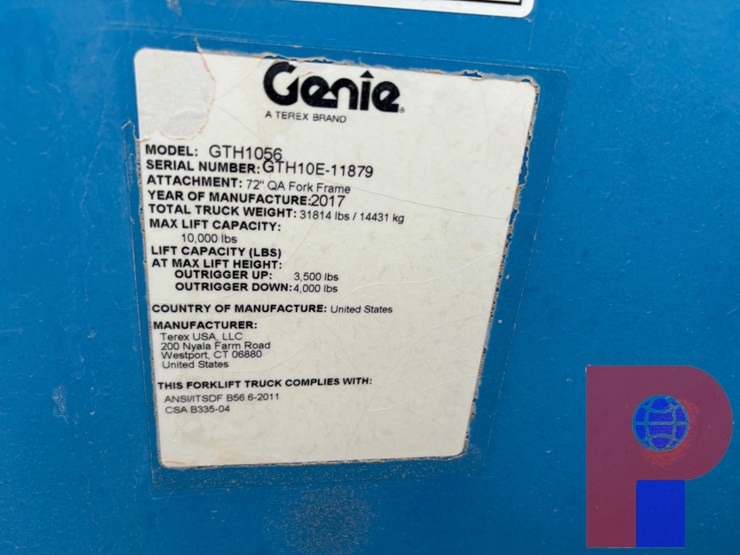 Genie
A TEREX BRAND
MODEL: GTH1056
SERIAL NUMBER: GTH10E-11879
ATTACHMENT: 72" QA Fork Frame
YEAR OF MANUFACTURE:2017
TOTAL TRUCK WEIGHT: 31814 lbs / 14431 kg
MAX LIFT CAPACITY:
10,000 lbs
LIFT CAPACITY (LBS)
AT MAX LIFT HEIGHT:
OUTRIGGER UP: 3,500 lbs
OUTRIGGER DOWN: 4,000 lbs
COUNTRY OF MANUFACTURE: United States
MANUFACTURER:
Terex USA, LLC
200 Nyala Farm Road
Westport, CT 06880
United States
THIS FORKLIFT TRUCK COMPLIES WITH:
ANSI/ITSDF B56.6-2011
CSA B335-04
P